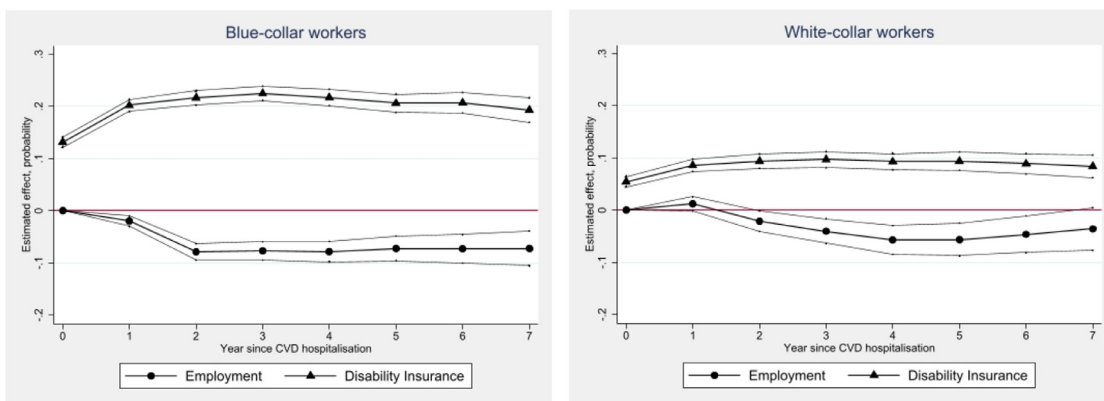 Blue-collar workers
Estimated effect, probability
.3
.2
.1
0
-.1
-.2
0 1 2 3 4 5 6 7
Year since CVD hospitalisation
Employment Disability Insurance
White-collar workers
Estimated effect, probability
.3
.2
.1
0
-.1
-.2
0 1 2 3 4 5 6 7
Year since CVD hospitalisation
Employment Disability Insurance